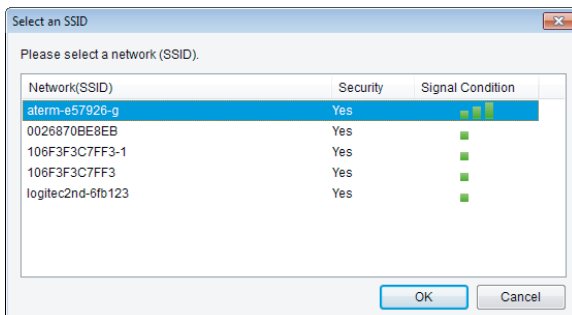 Select an SSID
Please select a network (SSID).
Network(SSID) Security Signal Condition
aterm-e57926-g Yes
0026870BE8EB Yes
106F3F3C7FF3-1 Yes
106F3F3C7FF3 Yes
logitec2nd-6fb123 Yes
OK Cancel